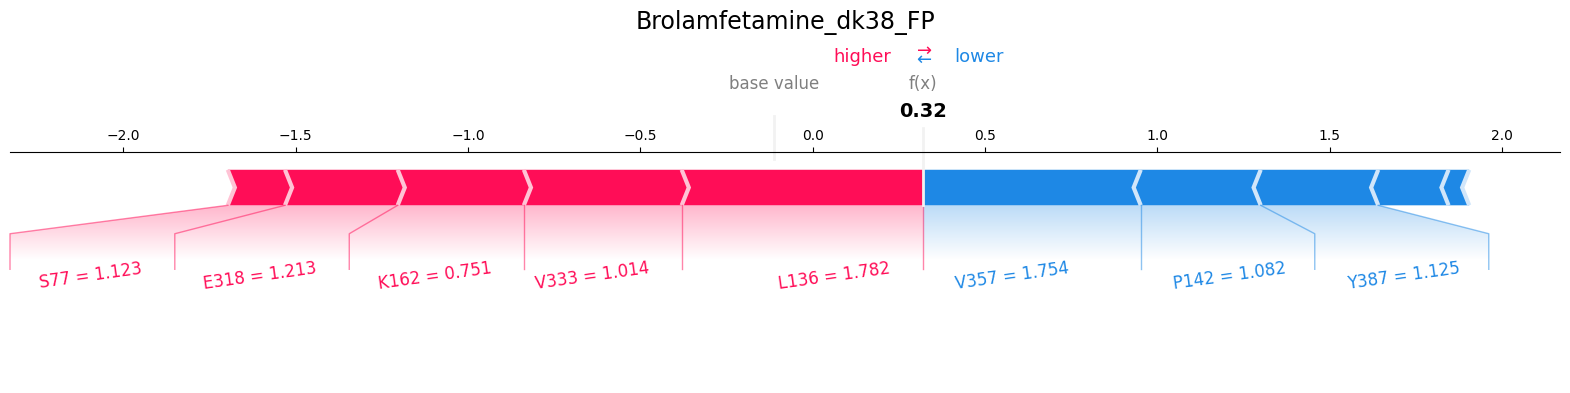 Brolamfetamine_dk38_FP
higher ⇄ lower
base value f(x)
0.32
−2.0 −1.5 −1.0 −0.5 0.0 0.5 1.0 1.5 2.0
S77 = 1.123 E318 = 1.213 K162 = 0.751 V333 = 1.014 L136 = 1.782 V357 = 1.754 P142 = 1.082 Y387 = 1.125